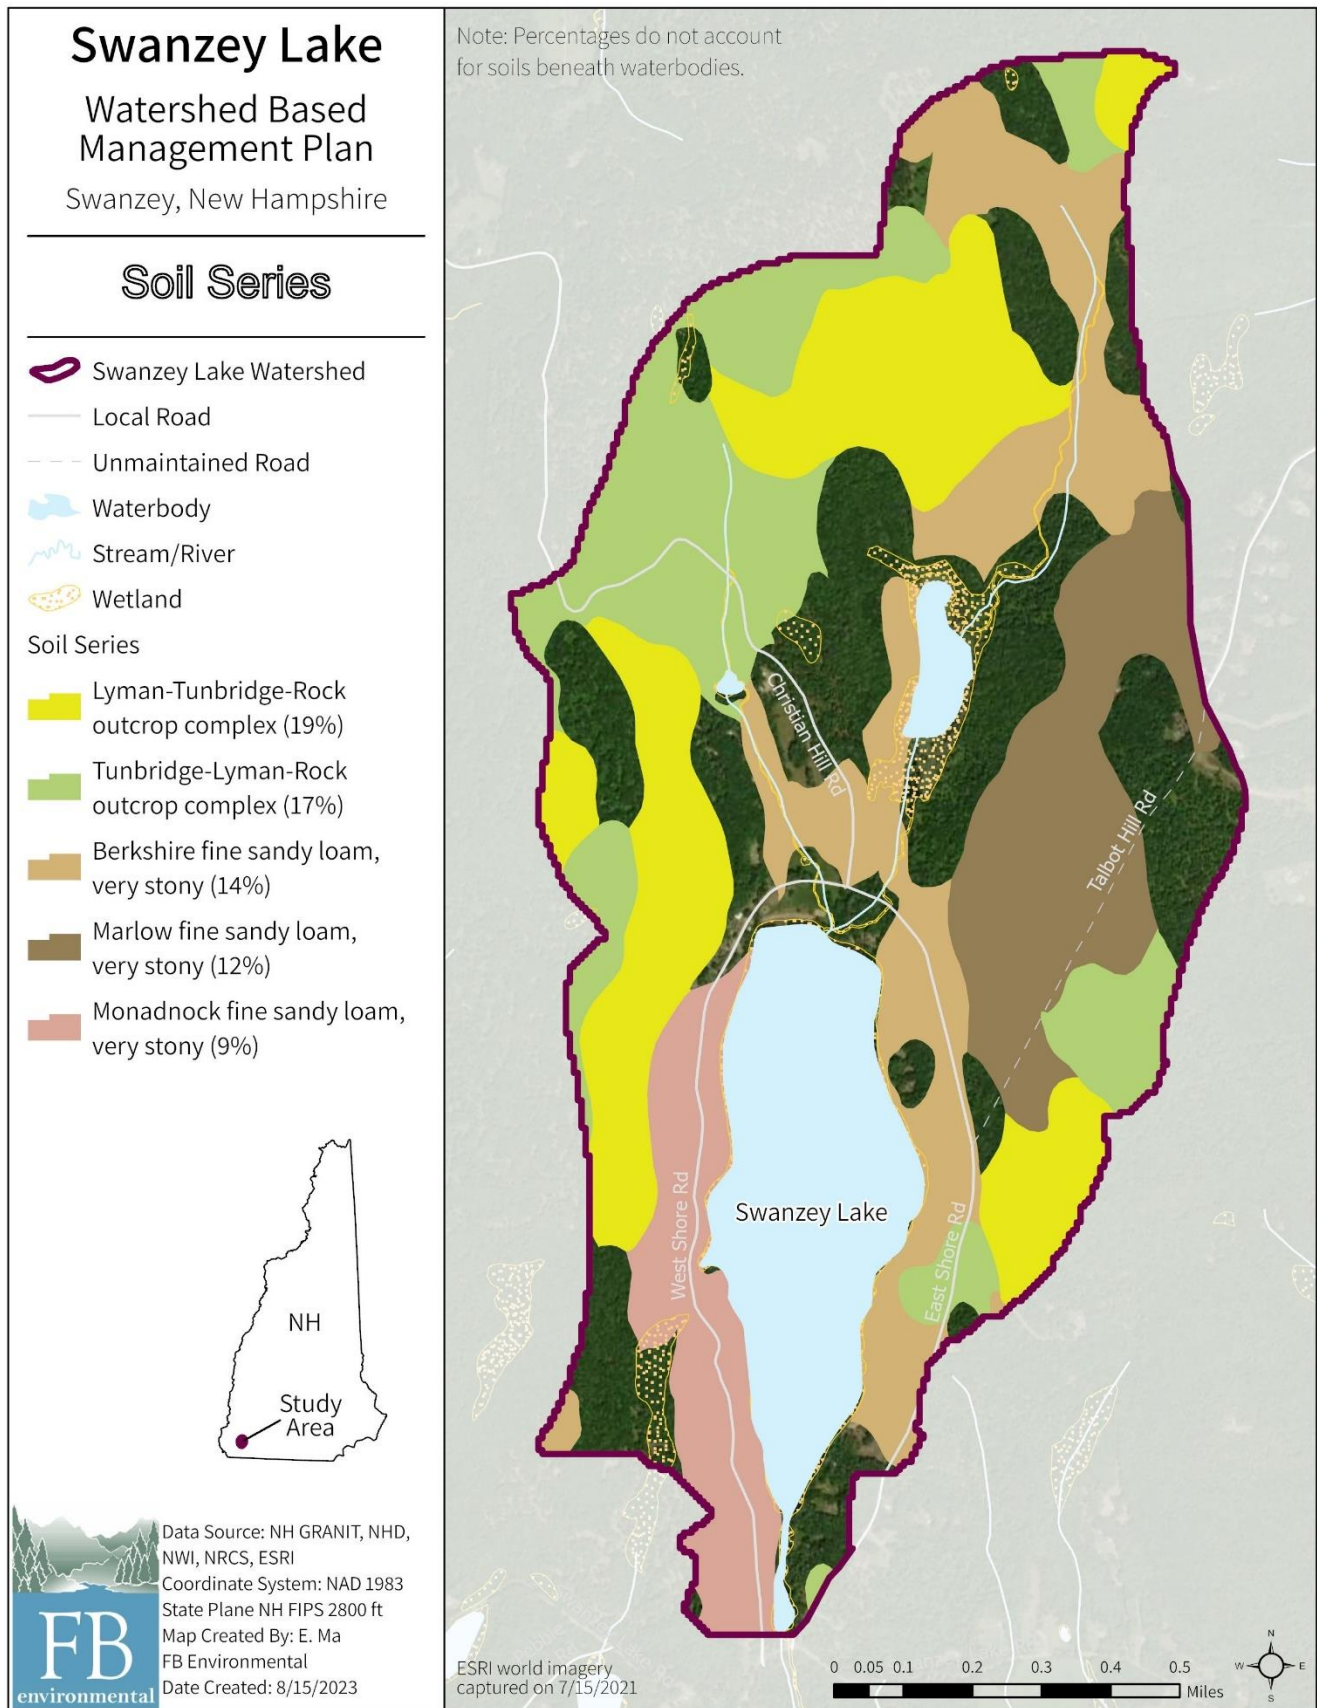 Swanzey Lake
Watershed Based
Management Plan
Swanzey, New Hampshire
Soil Series
Swanzey Lake Watershed
Local Road
Unmaintained Road
Waterbody
Stream/River
Wetland
Soil Series
Lyman-Tunbridge-Rock
outcrop complex (19%)
Tunbridge-Lyman-Rock
outcrop complex (17%)
Berkshire fine sandy loam,
very stony (14%)
Marlow fine sandy loam,
very stony (12%)
Monadnock fine sandy loam,
very stony (9%)
NH
Study
Area
FB
environmental
Data Source: NH GRANIT, NHD,
NWI, NRCS, ESRI
Coordinate System: NAD 1983
State Plane NH FIPS 2800 ft
Map Created By: E. Ma
FB Environmental
Date Created: 8/15/2023
Note: Percentages do not account
for soils beneath waterbodies.
Christian Hill Rd
Talbot Hill Rd
Swanzey Lake
West Shore Rd
East Shore Rd
ESRI world imagery
captured on 7/15/2021
0 0.05 0.1 0.2 0.3 0.4 0.5
Miles
N
W E
S